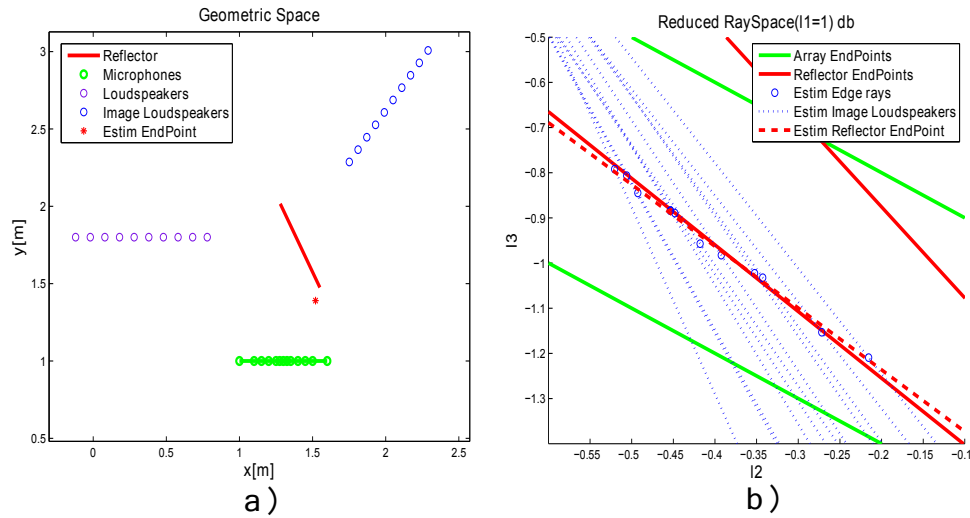 Geometric Space
3
2.5
2
1.5
1
0.5
y[m]
Reflector
Microphones
Loudspeakers
Image Loudspeakers
Estim EndPoint
0
0.5
1
1.5
2
2.5
x[m]
a)
Reduced RaySpace(l1=1) db
−0.5
−0.6
−0.7
−0.8
−0.9
−1
−1.1
−1.2
−1.3
l3
Array EndPoints
Reflector EndPoints
Estim Edge rays
Estim Image Loudspeakers
Estim Reflector EndPoint
−0.55
−0.5
−0.45
−0.4
−0.35
−0.3
−0.25
−0.2
−0.15
−0.1
l2
b)